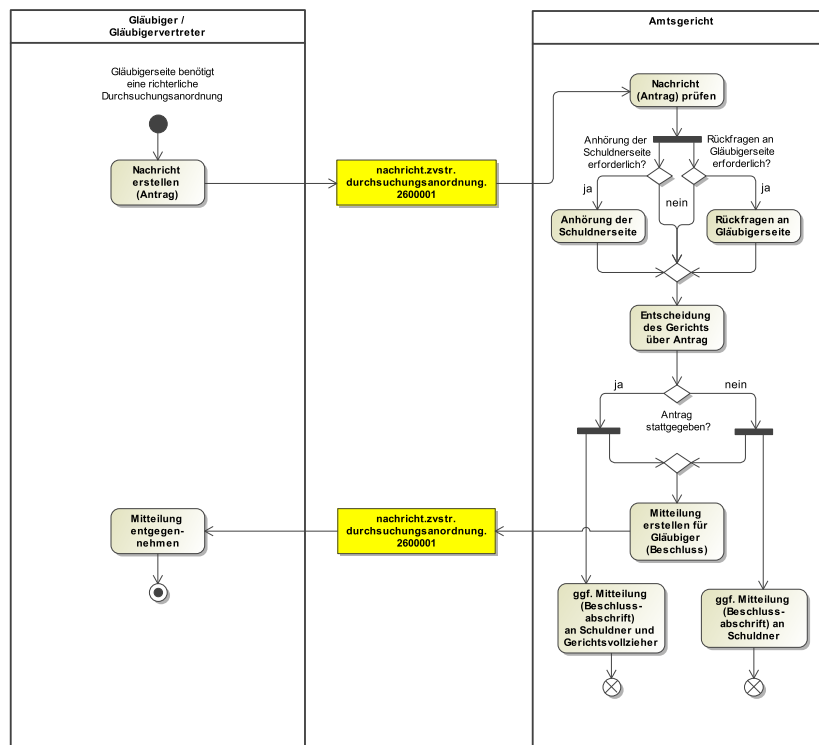 Gläubiger /
Gläubigervertreter
Amtsgericht
Gläubigerseite benötigt
eine richterliche
Durchsuchungsanordnung
Nachricht
erstellen
(Antrag)
nachricht.zvstr.
durchsuchungsanordnung.
2600001
Nachricht
(Antrag) prüfen
Anhörung der
Schuldnerseite
erforderlich?
Rückfragen an
Gläubigerseite
erforderlich?
ja
nein
ja
Anhörung der
Schuldnerseite
Rückfragen an
Gläubigerseite
Entscheidung
des Gerichts
über Antrag
ja
nein
Antrag
stattgegeben?
Mitteilung
erstellen für
Gläubiger
(Beschluss)
nachricht.zvstr.
durchsuchungsanordnung.
2600001
Mitteilung
entgegen-
nehmen
ggf. Mitteilung
(Beschluss-
abschrift)
an Schuldner und
Gerichtsvollzieher
ggf. Mitteilung
(Beschluss-
abschrift) an
Schuldner